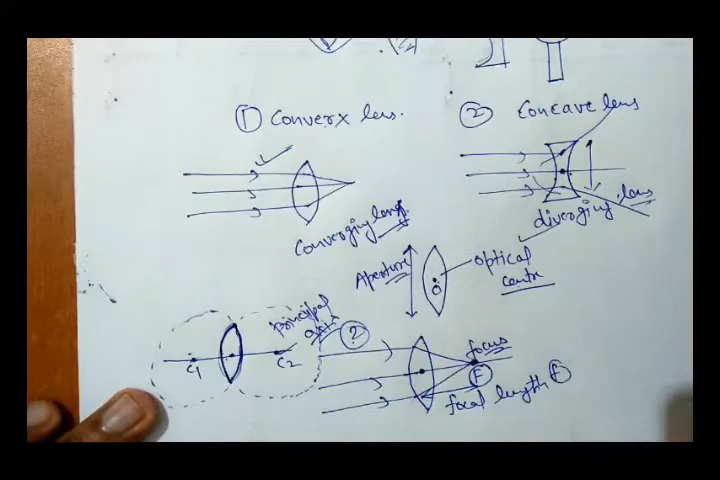 ① Converx lens.
② Concave lens
Converging lens
diverging lens
Aperture
optical
centre
O
principal
axis
C1
C2
?
focus
F
focal length f